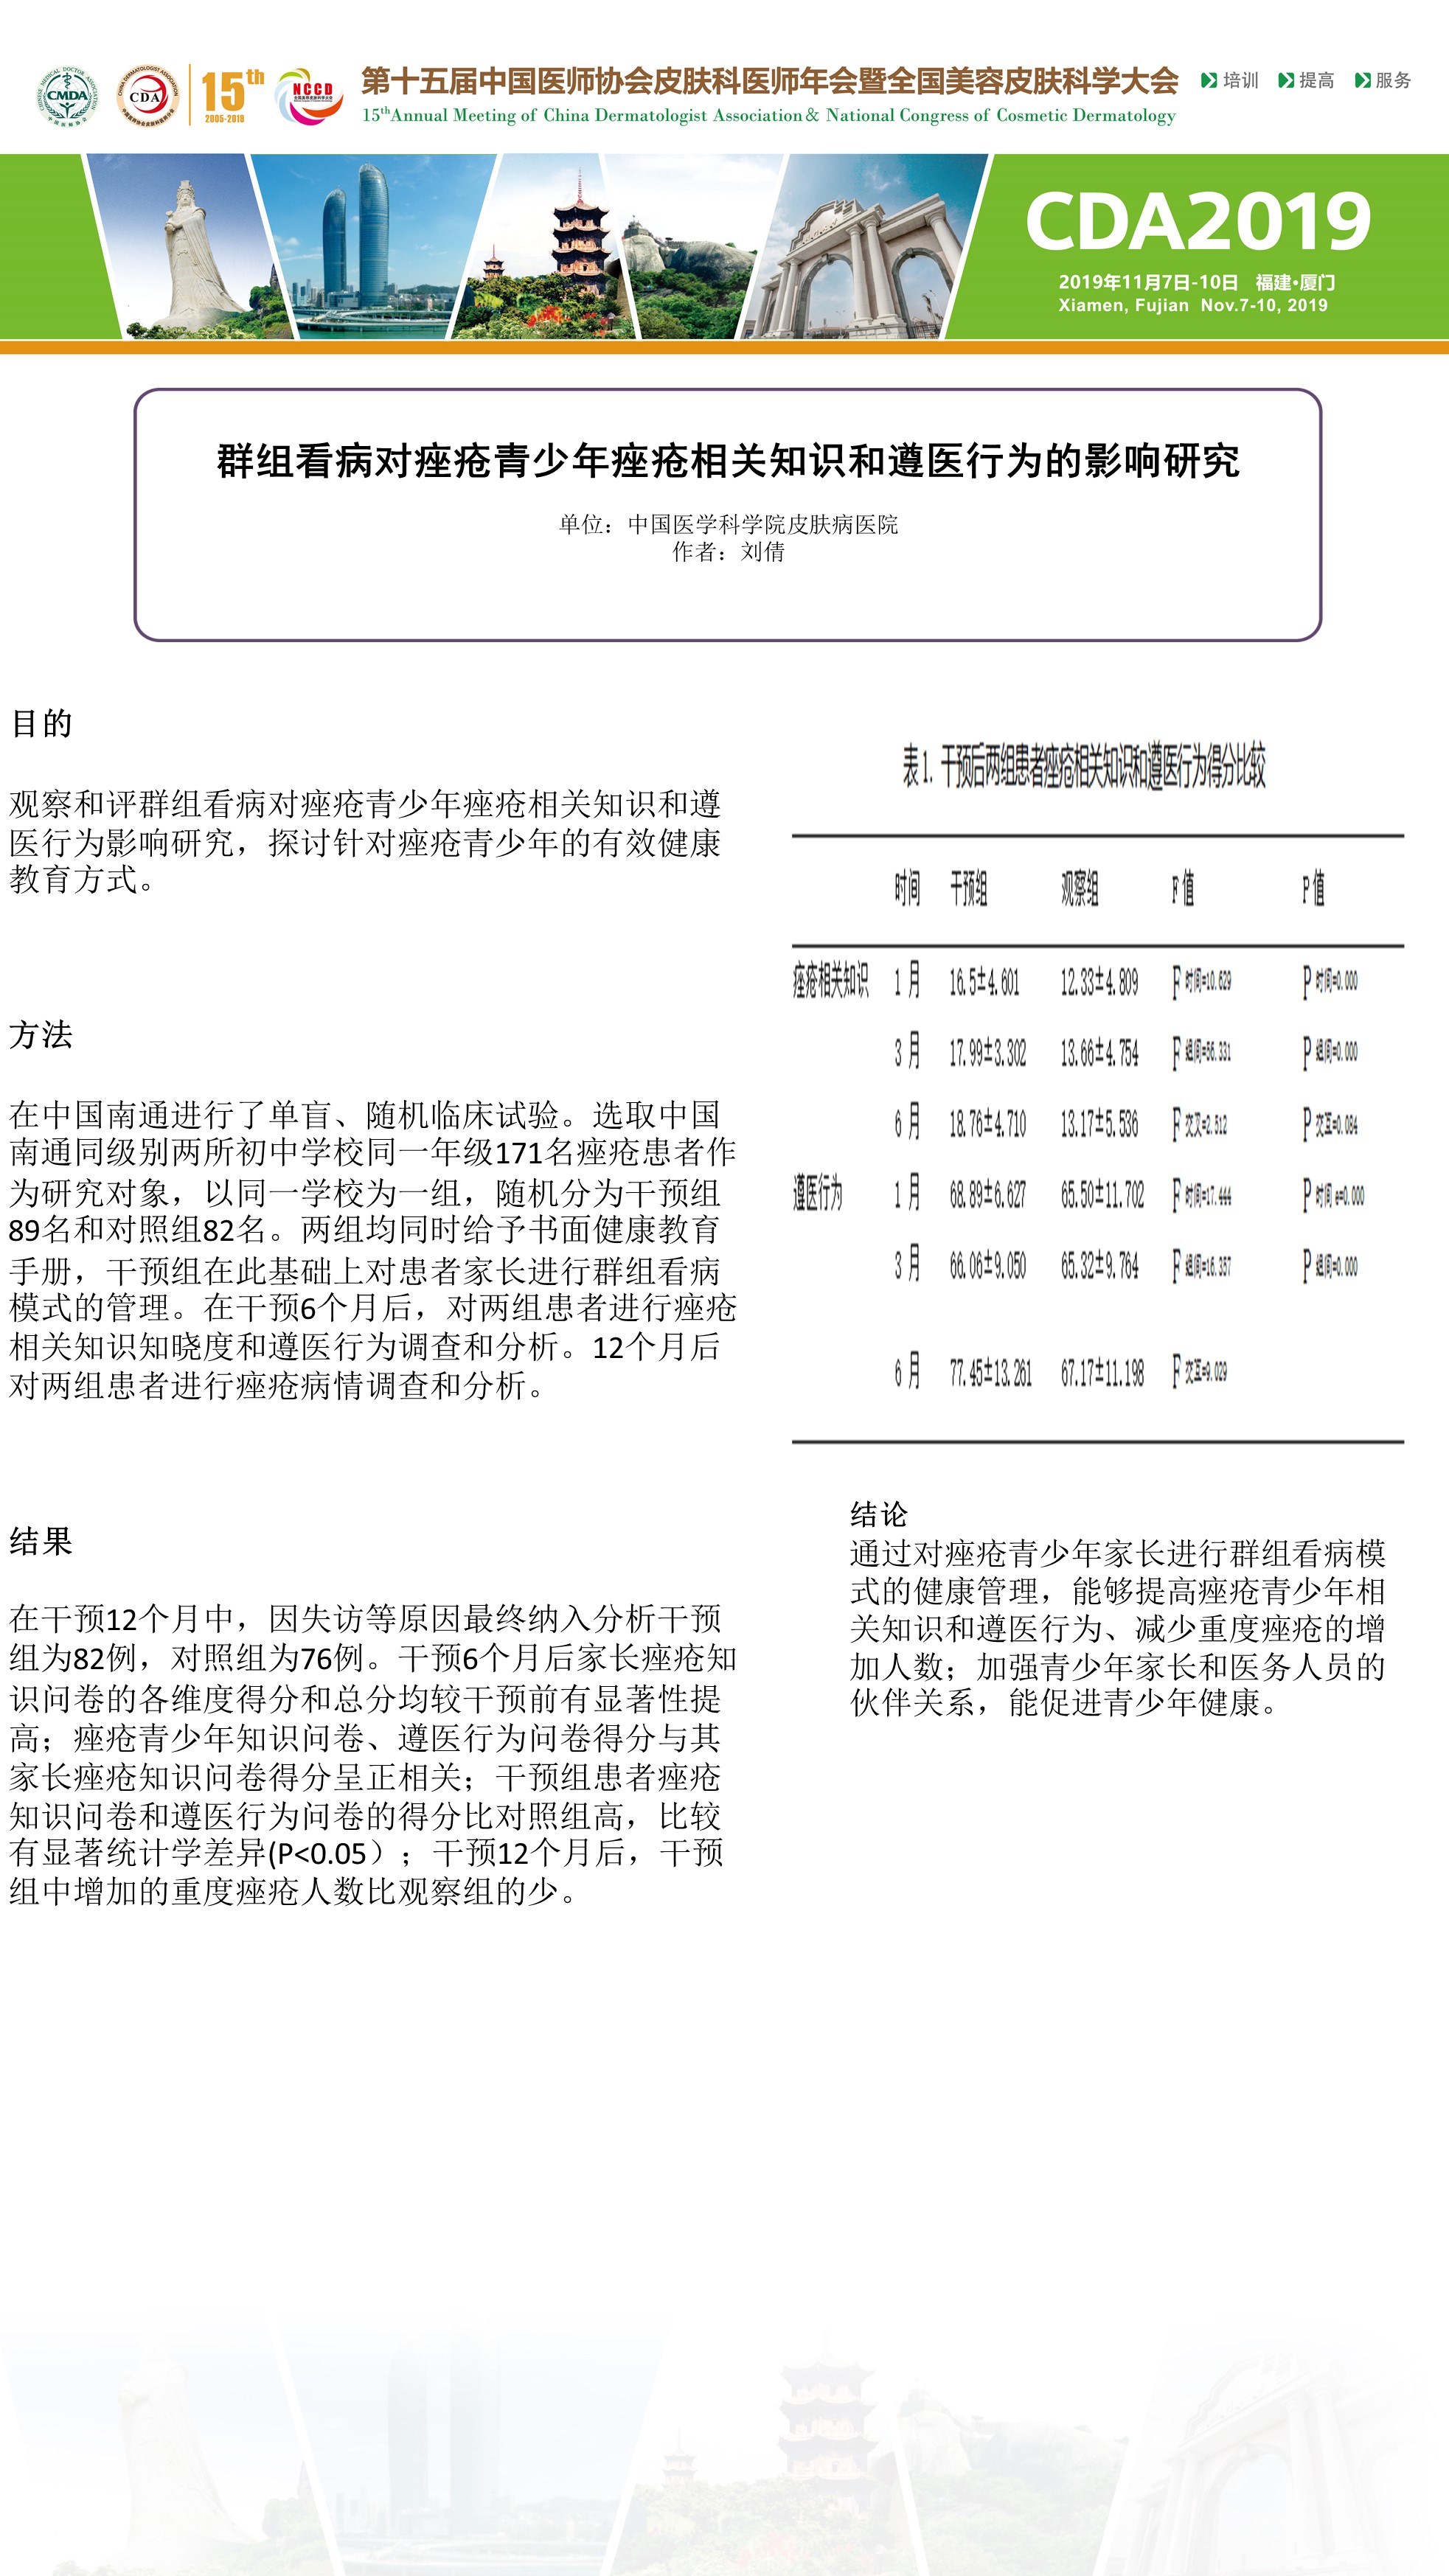 CMDA
CDA
15th
2005-2019
NCCD
第十五届中国医师协会皮肤科医师年会暨全国美容皮肤科学大会
15thAnnual Meeting of China Dermatologist Association& National Congress of Cosmetic Dermatology
培训 提高 服务
CDA2019
2019年11月7日-10日 福建·厦门
Xiamen, Fujian Nov.7-10, 2019
群组看病对痤疮青少年痤疮相关知识和遵医行为的影响研究
单位：中国医学科学院皮肤病医院
作者：刘倩
目的
观察和评群组看病对痤疮青少年痤疮相关知识和遵
医行为影响研究，探讨针对痤疮青少年的有效健康
教育方式。
方法
在中国南通进行了单盲、随机临床试验。选取中国
南通同级别两所初中学校同一年级171名痤疮患者作
为研究对象，以同一学校为一组，随机分为干预组
89名和对照组82名。两组均同时给予书面健康教育
手册，干预组在此基础上对患者家长进行群组看病
模式的管理。在干预6个月后，对两组患者进行痤疮
相关知识知晓度和遵医行为调查和分析。12个月后
对两组患者进行痤疮病情调查和分析。
结果
在干预12个月中，因失访等原因最终纳入分析干预
组为82例，对照组为76例。干预6个月后家长痤疮知
识问卷的各维度得分和总分均较干预前有显著性提
高；痤疮青少年知识问卷、遵医行为问卷得分与其
家长痤疮知识问卷得分呈正相关；干预组患者痤疮
知识问卷和遵医行为问卷的得分比对照组高，比较
有显著统计学差异(P<0.05）；干预12个月后，干预
组中增加的重度痤疮人数比观察组的少。
表1. 干预后两组患者痤疮相关知识和遵医行为得分比较
时间 干预组 观察组 F值 P值
痤疮相关知识 1月 16.5±4.601 12.33±4.809 F时间=10.629 P时间=0.000
3月 17.99±3.302 13.66±4.754 F组间=56.331 P组间=0.000
6月 18.76±4.710 13.17±5.536 F交叉=2.512 P交互=0.084
遵医行为 1月 68.89±6.627 65.50±11.702 F时间=17.444 P时间 e=0.000
3月 66.06±9.050 65.32±9.764 F组间=16.357 P组间=0.000
6月 77.45±13.261 67.17±11.198 F交互=9.029
结论
通过对痤疮青少年家长进行群组看病模
式的健康管理，能够提高痤疮青少年相
关知识和遵医行为、减少重度痤疮的增
加人数；加强青少年家长和医务人员的
伙伴关系，能促进青少年健康。